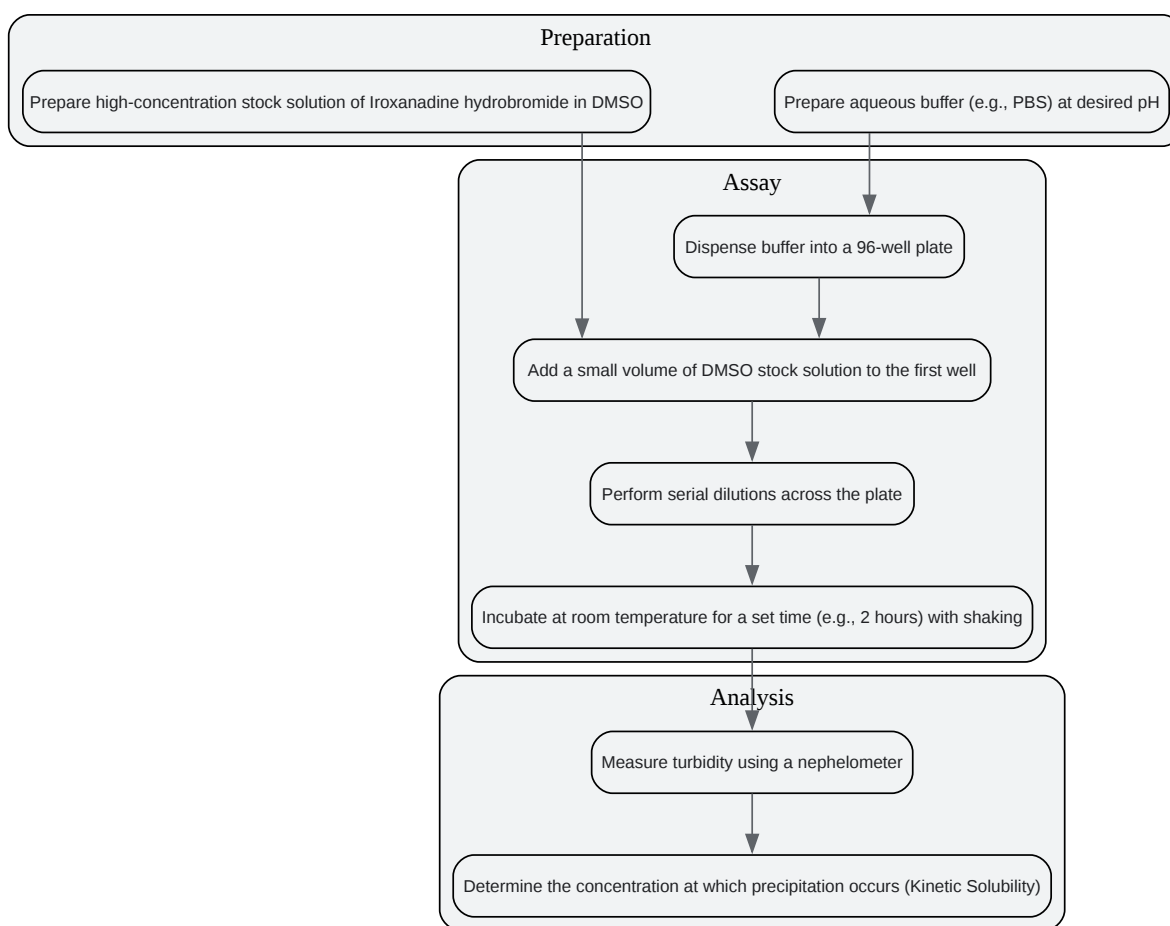 Preparation
Prepare high-concentration stock solution of Iroxanadine hydrobromide in DMSO
Prepare aqueous buffer (e.g., PBS) at desired pH
Assay
Dispense buffer into a 96-well plate
Add a small volume of DMSO stock solution to the first well
Perform serial dilutions across the plate
Incubate at room temperature for a set time (e.g., 2 hours) with shaking
Analysis
Measure turbidity using a nephelometer
Determine the concentration at which precipitation occurs (Kinetic Solubility)